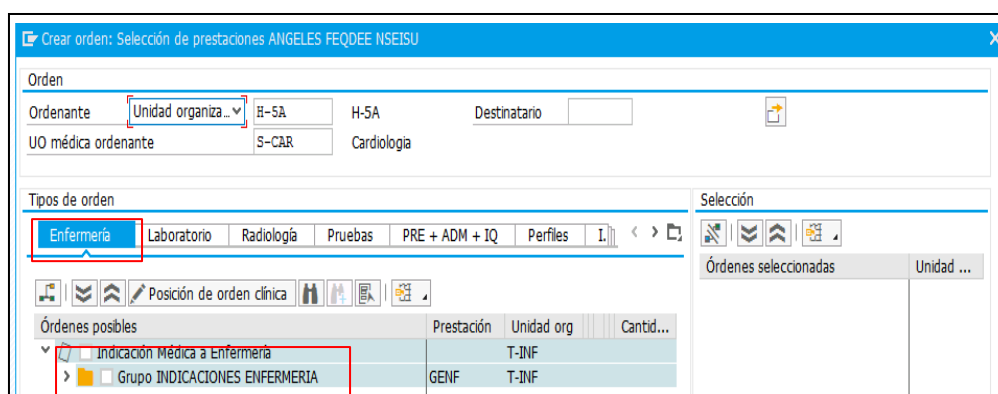 Crear orden: Selección de prestaciones ANGELES FEQDEE NSEISU
Orden
Ordenante Unidad organiza... H-5A H-5A Destinatario
UO médica ordenante S-CAR Cardiologia
Tipos de orden Selección
Enfermería Laboratorio Radiología Pruebas PRE + ADM + IQ Perfiles I.
Posición de orden clínica
Órdenes seleccionadas Unidad ...
Órdenes posibles Prestación Unidad org Cantid...
Indicación Médica a Enfermería T-INF
Grupo INDICACIONES ENFERMERIA GENF T-INF